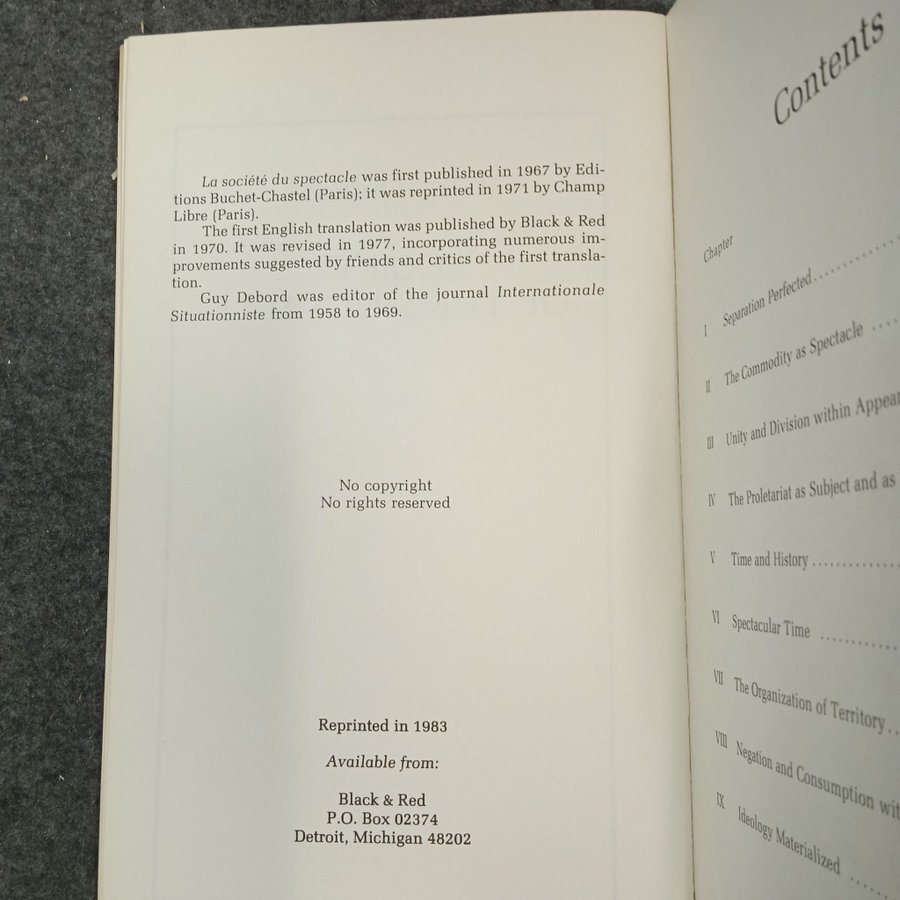 La société du spectacle was first published in 1967 by Edi-
tions Buchet-Chastel (Paris); it was reprinted in 1971 by Champ
Libre (Paris).
The first English translation was published by Black & Red
in 1970. It was revised in 1977, incorporating numerous im-
provements suggested by friends and critics of the first transla-
tion.
Guy Debord was editor of the journal Internationale
Situationniste from 1958 to 1969.
No copyright
No rights reserved
Reprinted in 1983
Available from:
Black & Red
P.O. Box 02374
Detroit, Michigan 48202
Contents
Chapter
I Separation Perfected
II The Commodity as Spectacle
III Unity and Division within
IV The Proletariat as Subject and as
V Time and History
VI Spectacular Time
VII The Organization of Territory
VIII Negation and Consumption
IX Ideology Materialized